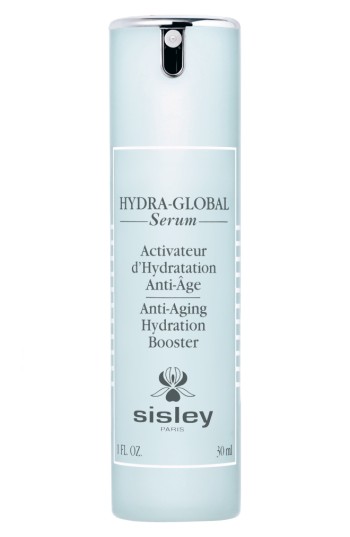 HYDRA-GLOBAL
Serum
Activateur
d'Hydratation
Anti-Âge
Anti-Aging
Hydration
Booster
sisley
PARIS
1 FL. OZ. 30 ml